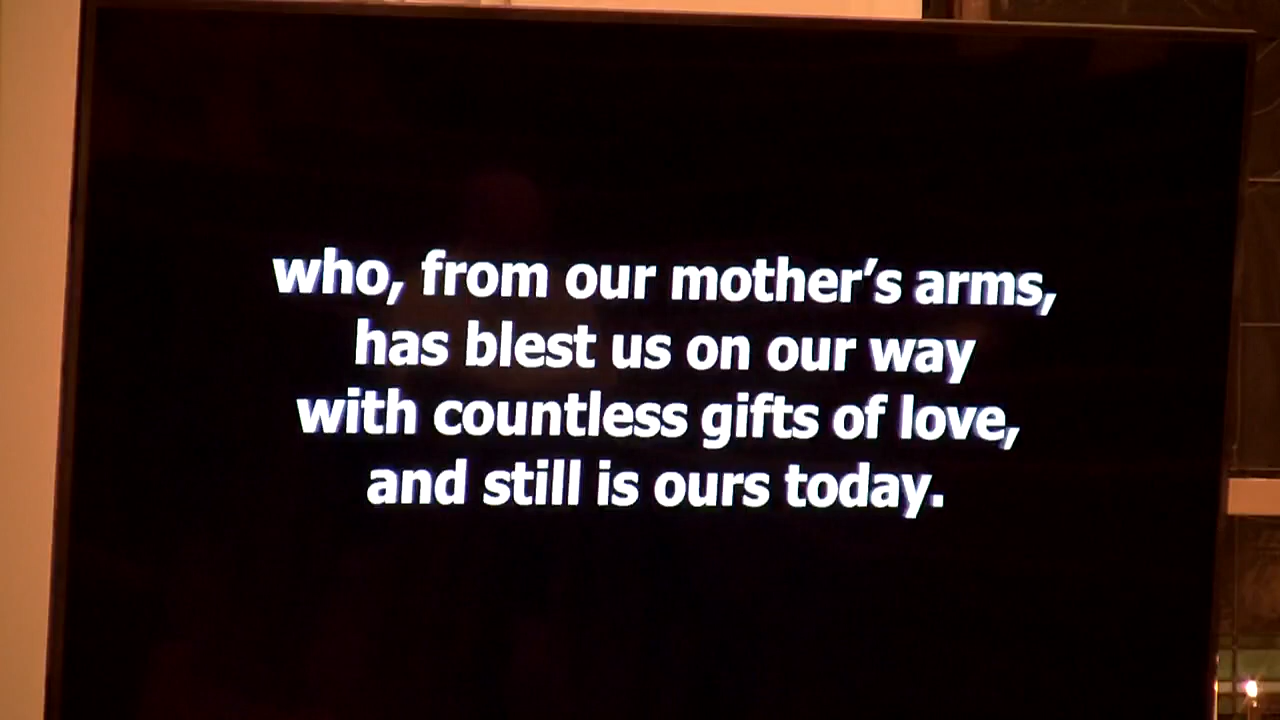 who, from our mother’s arms,
has blest us on our way
with countless gifts of love,
and still is ours today.